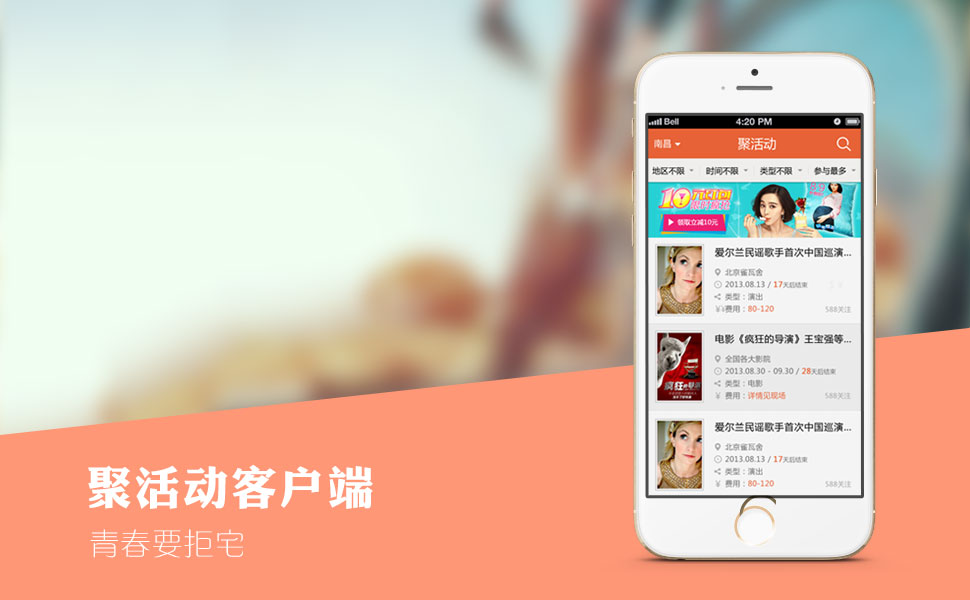 聚活动客户端
青春要拒宅
Bell 4:20 PM
南昌 聚活动
地区不限 时间不限 类型不限 参与最多
领取立减10元
爱尔兰民谣歌手首次中国巡演...
北京雀瓦舍
2013.08.13 / 17天后结束
类型：演出
费用：80-120 588关注
电影《疯狂的导演》王宝强等...
全国各大影院
2013.08.30 - 09.30 / 28天后结束
类型：电影
费用：详情见现场 588关注
爱尔兰民谣歌手首次中国巡演...
北京雀瓦舍
2013.08.13 / 17天后结束
类型：演出
费用：80-120 588关注